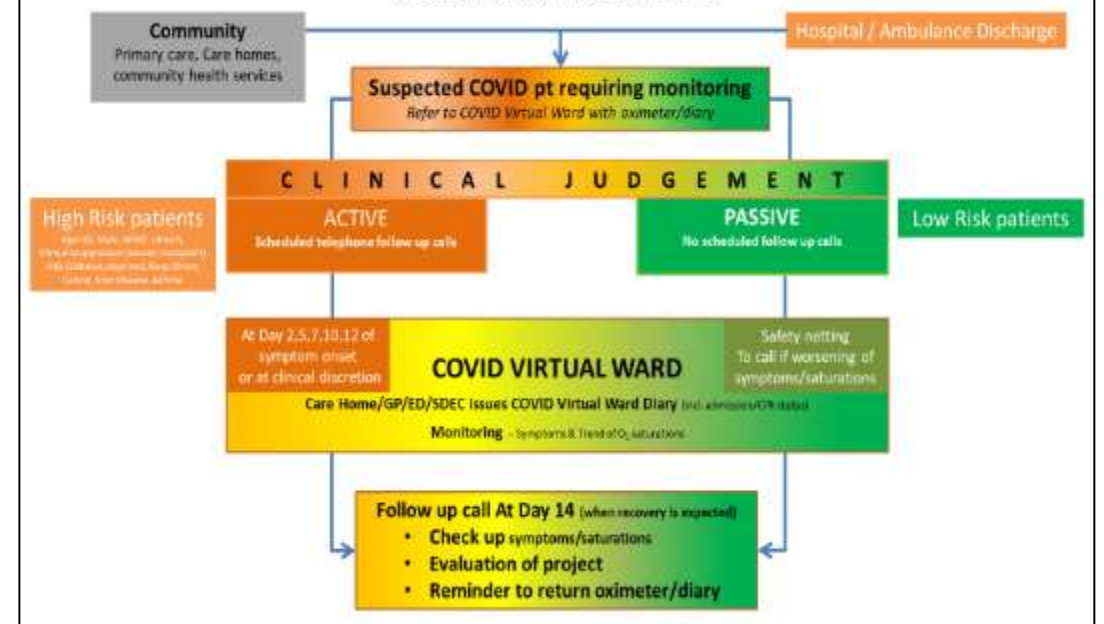 Community
Primary care, Care homes,
community health services
Hospital / Ambulance Discharge
Suspected COVID pt requiring monitoring
Refer to COVID Virtual Ward with oximeter/diary
CLINICAL JUDGEMENT
High Risk patients
ACTIVE
Scheduled telephone follow up calls
PASSIVE
No scheduled follow up calls
Low Risk patients
At Day 2,5,7,10,12 of
symptom onset
or at clinical discretion
COVID VIRTUAL WARD
Safety netting
To call if worsening of
symptoms/saturations
Care Home/GP/ED/SDEC issues COVID Virtual Ward Diary
Monitoring – Symptoms & Trend of O₂ saturations
Follow up call At Day 14 (when recovery is expected)
• Check up symptoms/saturations
• Evaluation of project
• Reminder to return oximeter/diary